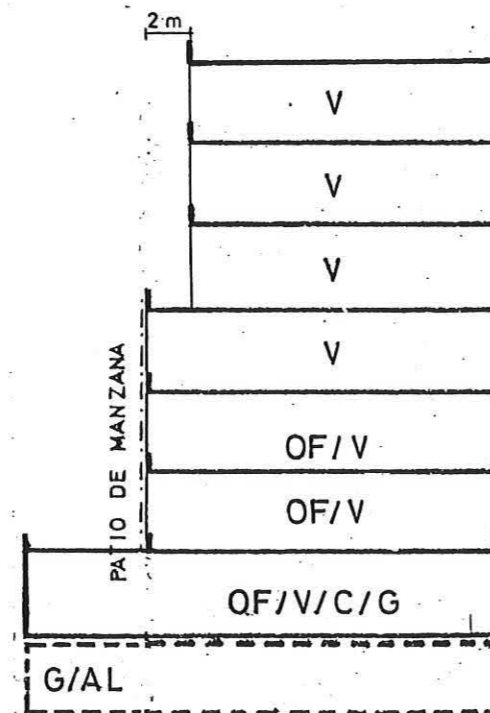 2 m
V
V
V
V
PATIO DE MANZANA
OF/V
OF/V
OF/V/C/G
G/AL